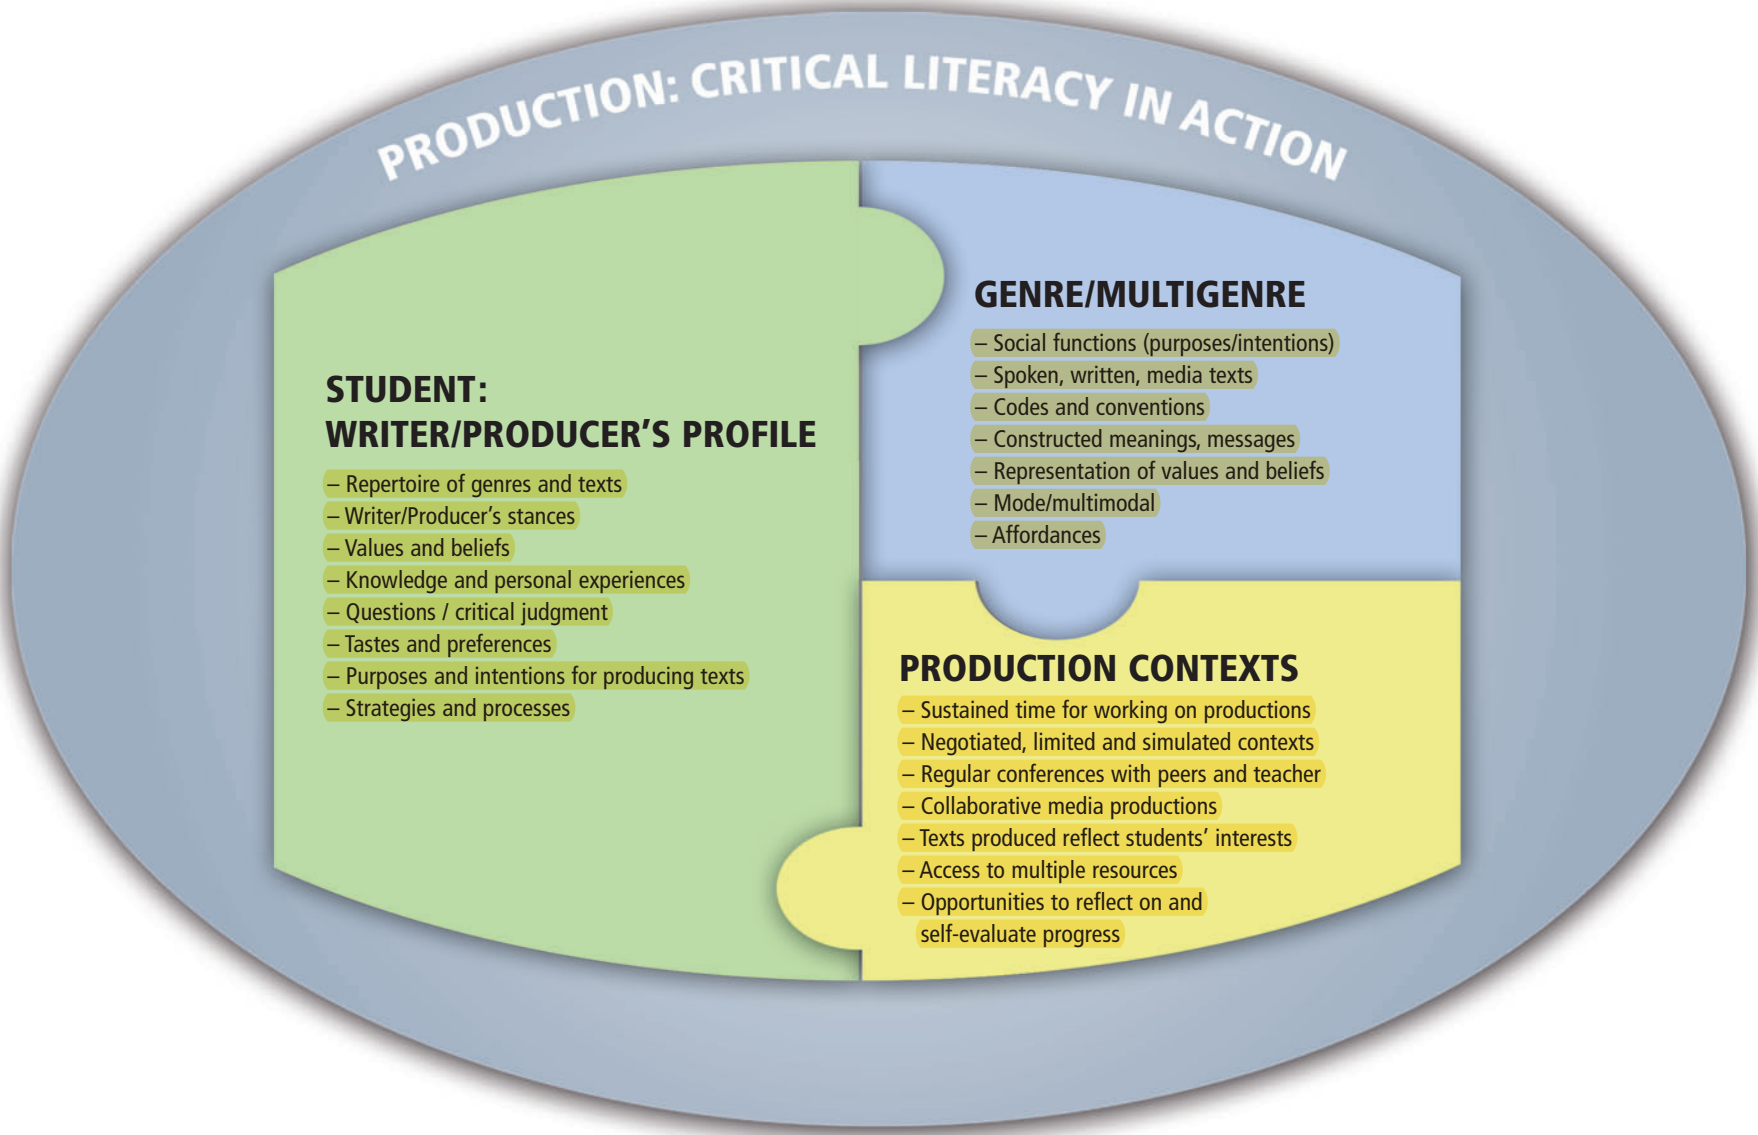 PRODUCTION: CRITICAL LITERACY IN ACTION
STUDENT:
WRITER/PRODUCER’S PROFILE
– Repertoire of genres and texts
– Writer/Producer’s stances
– Values and beliefs
– Knowledge and personal experiences
– Questions / critical judgment
– Tastes and preferences
– Purposes and intentions for producing texts
– Strategies and processes
GENRE/MULTIGENRE
– Social functions (purposes/intentions)
– Spoken, written, media texts
– Codes and conventions
– Constructed meanings, messages
– Representation of values and beliefs
– Mode/multimodal
– Affordances
PRODUCTION CONTEXTS
– Sustained time for working on productions
– Negotiated, limited and simulated contexts
– Regular conferences with peers and teacher
– Collaborative media productions
– Texts produced reflect students’ interests
– Access to multiple resources
– Opportunities to reflect on and
self-evaluate progress